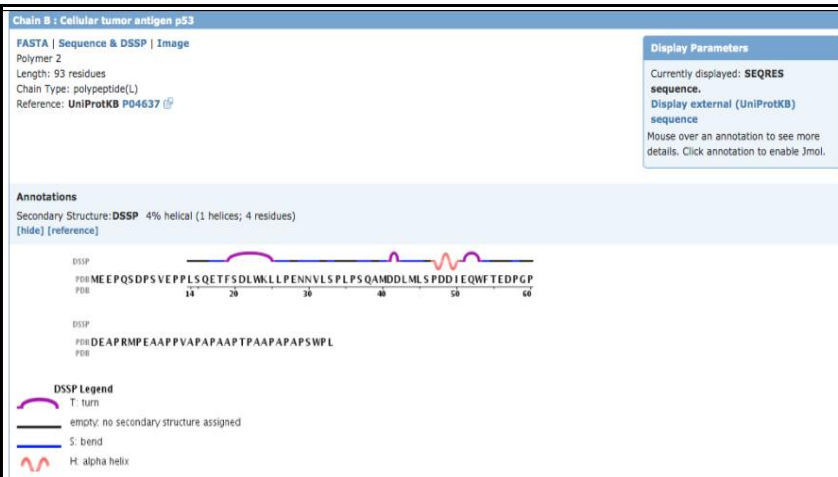 Chain B : Cellular tumor antigen p53
FASTA | Sequence & DSSP | Image
Polymer 2
Length: 93 residues
Chain Type: polypeptide(L)
Reference: UniProtKB P04637
Display Parameters
Currently displayed: SEQRES
sequence.
Display external (UniProtKB)
sequence
Mouse over an annotation to see more
details. Click annotation to enable Jmol.
Annotations
Secondary Structure:DSSP 4% helical (1 helices; 4 residues)
[hide] [reference]
DSSP
PDB MEEPQSDPSVEPPLSQETFSDLWKLLPENNVLSPLPSQAMDDLMLSPDDIEQWFTEDPGP
PDB 14 20 30 40 50 60
DSSP
PDB DEAPRMPEAAPPVAPAPAAPTPAAPAPAPSWPL
PDB
DSSP Legend
T: turn
empty: no secondary structure assigned
S: bend
H: alpha helix